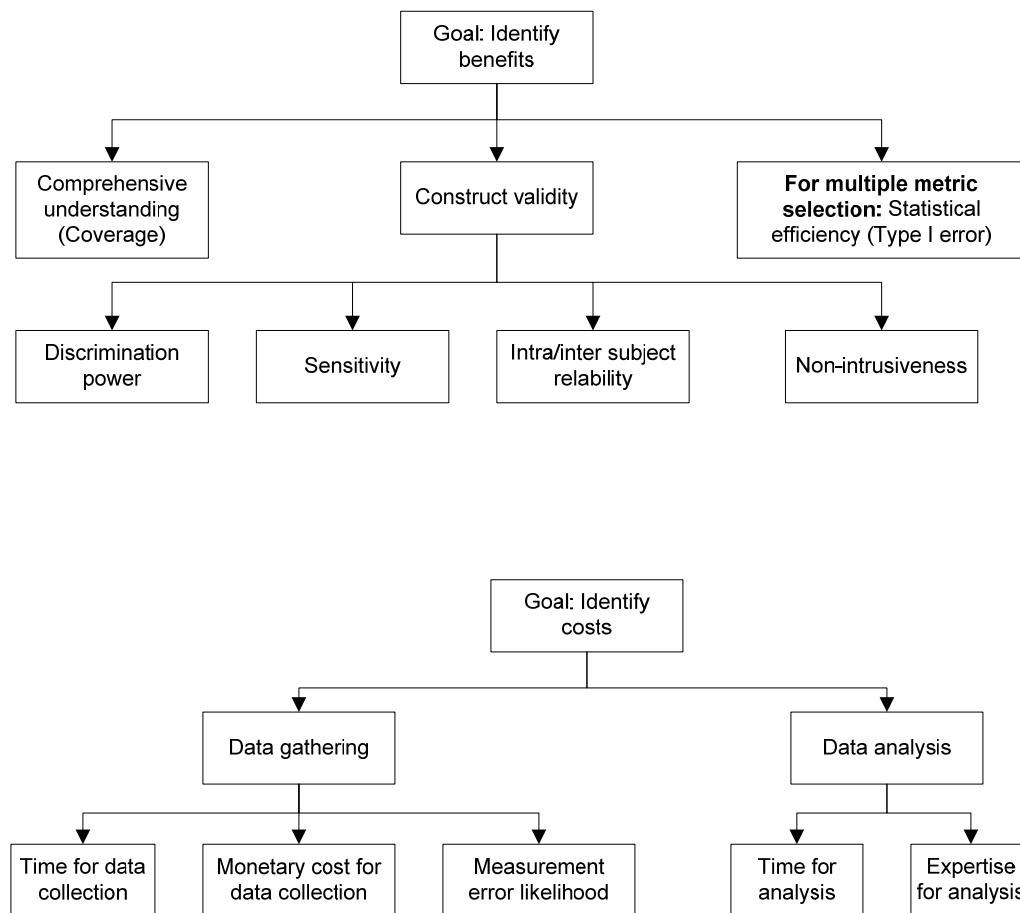 Goal: Identify
benefits
Comprehensive
understanding
(Coverage)
Construct validity
For multiple metric
selection: Statistical
efficiency (Type I error)
Discrimination
power
Sensitivity
Intra/inter subject
relability
Non-intrusiveness
Goal: Identify
costs
Data gathering
Data analysis
Time for data
collection
Monetary cost for
data collection
Measurement
error likelihood
Time for
analysis
Expertise
for analysis